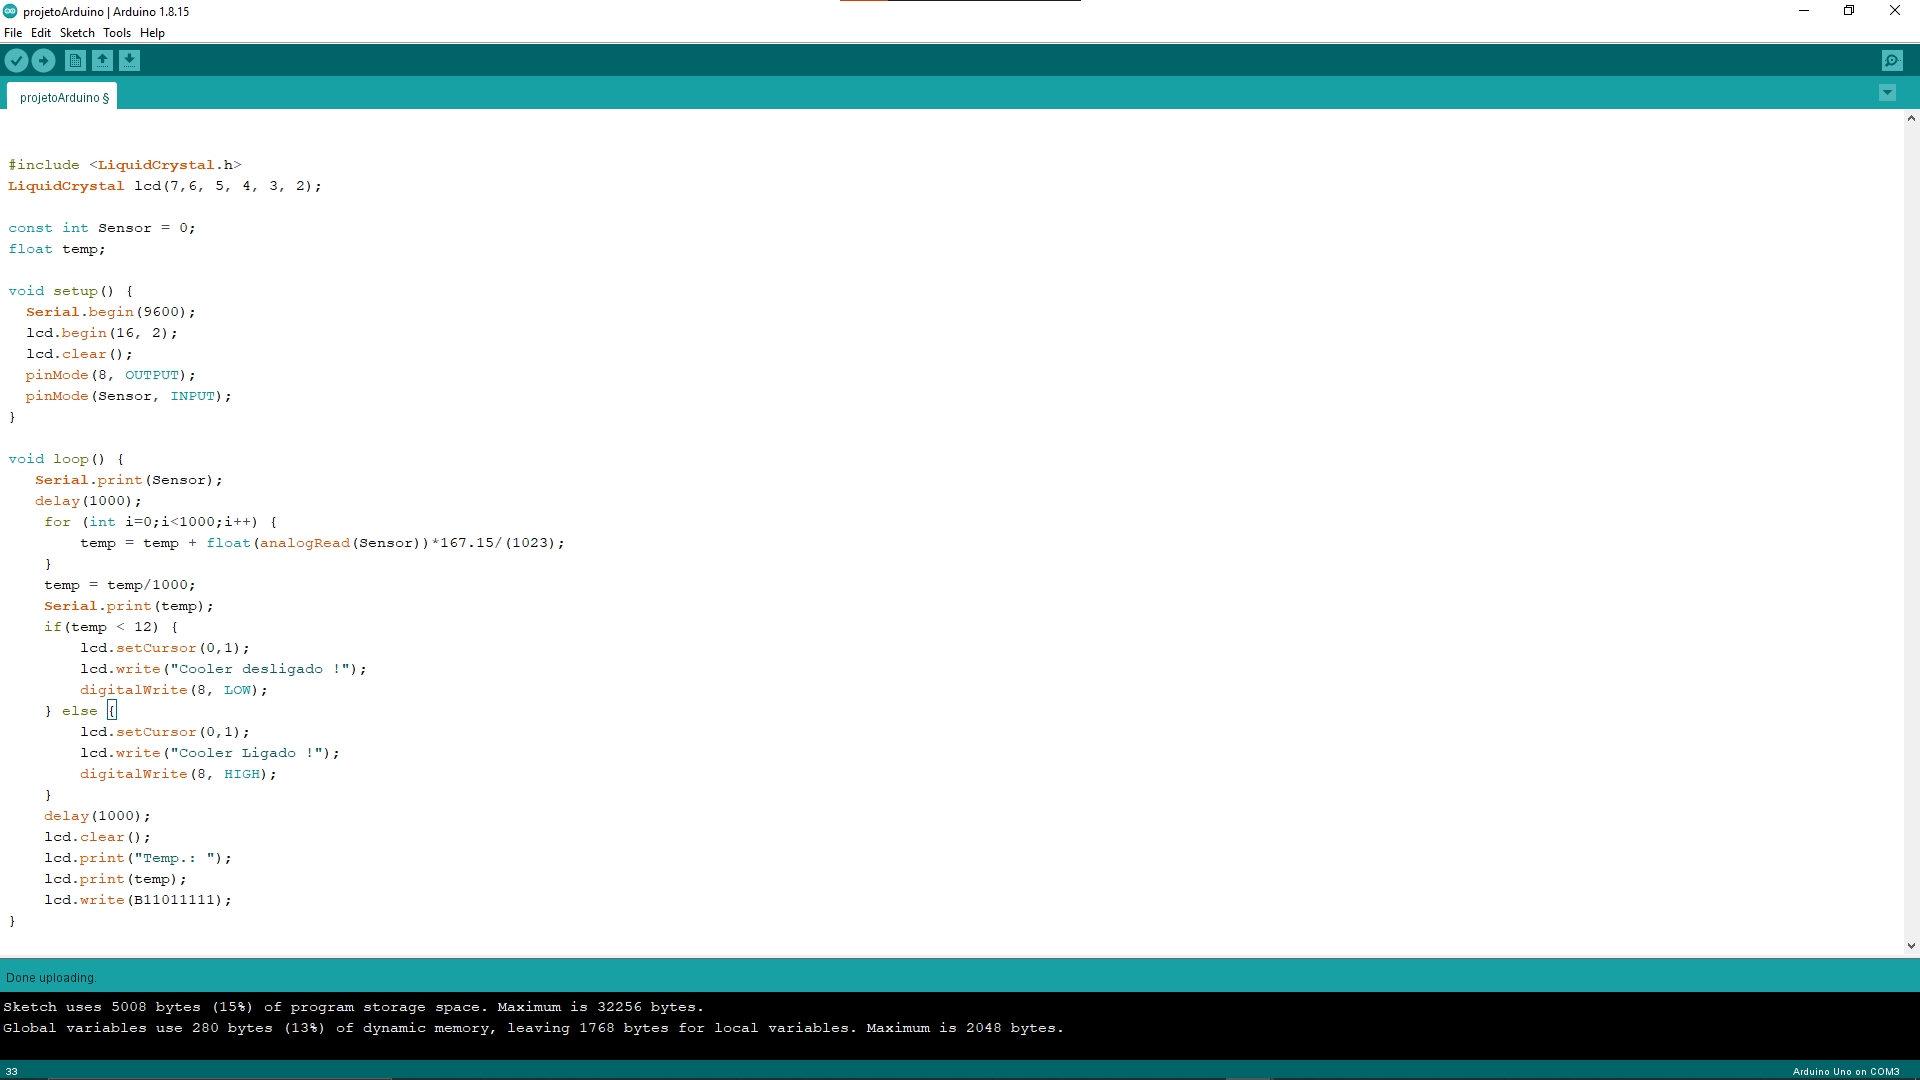 projetoArduino | Arduino 1.8.15
File Edit Sketch Tools Help
projetoArduino §
#include <LiquidCrystal.h>
LiquidCrystal lcd(7,6, 5, 4, 3, 2);
const int Sensor = 0;
float temp;
void setup() {
Serial.begin(9600);
lcd.begin(16, 2);
lcd.clear();
pinMode(8, OUTPUT);
pinMode(Sensor, INPUT);
}
void loop() {
Serial.print(Sensor);
delay(1000);
for (int i=0;i<1000;i++) {
temp = temp + float(analogRead(Sensor))*167.15/(1023);
}
temp = temp/1000;
Serial.print(temp);
if(temp < 12) {
lcd.setCursor(0,1);
lcd.write("Cooler desligado !");
digitalWrite(8, LOW);
} else {
lcd.setCursor(0,1);
lcd.write("Cooler Ligado !");
digitalWrite(8, HIGH);
}
delay(1000);
lcd.clear();
lcd.print("Temp.: ");
lcd.print(temp);
lcd.write(B11011111);
}
Done uploading.
Sketch uses 5008 bytes (15%) of program storage space. Maximum is 32256 bytes.
Global variables use 280 bytes (13%) of dynamic memory, leaving 1768 bytes for local variables. Maximum is 2048 bytes.
33
Arduino Uno on COM3